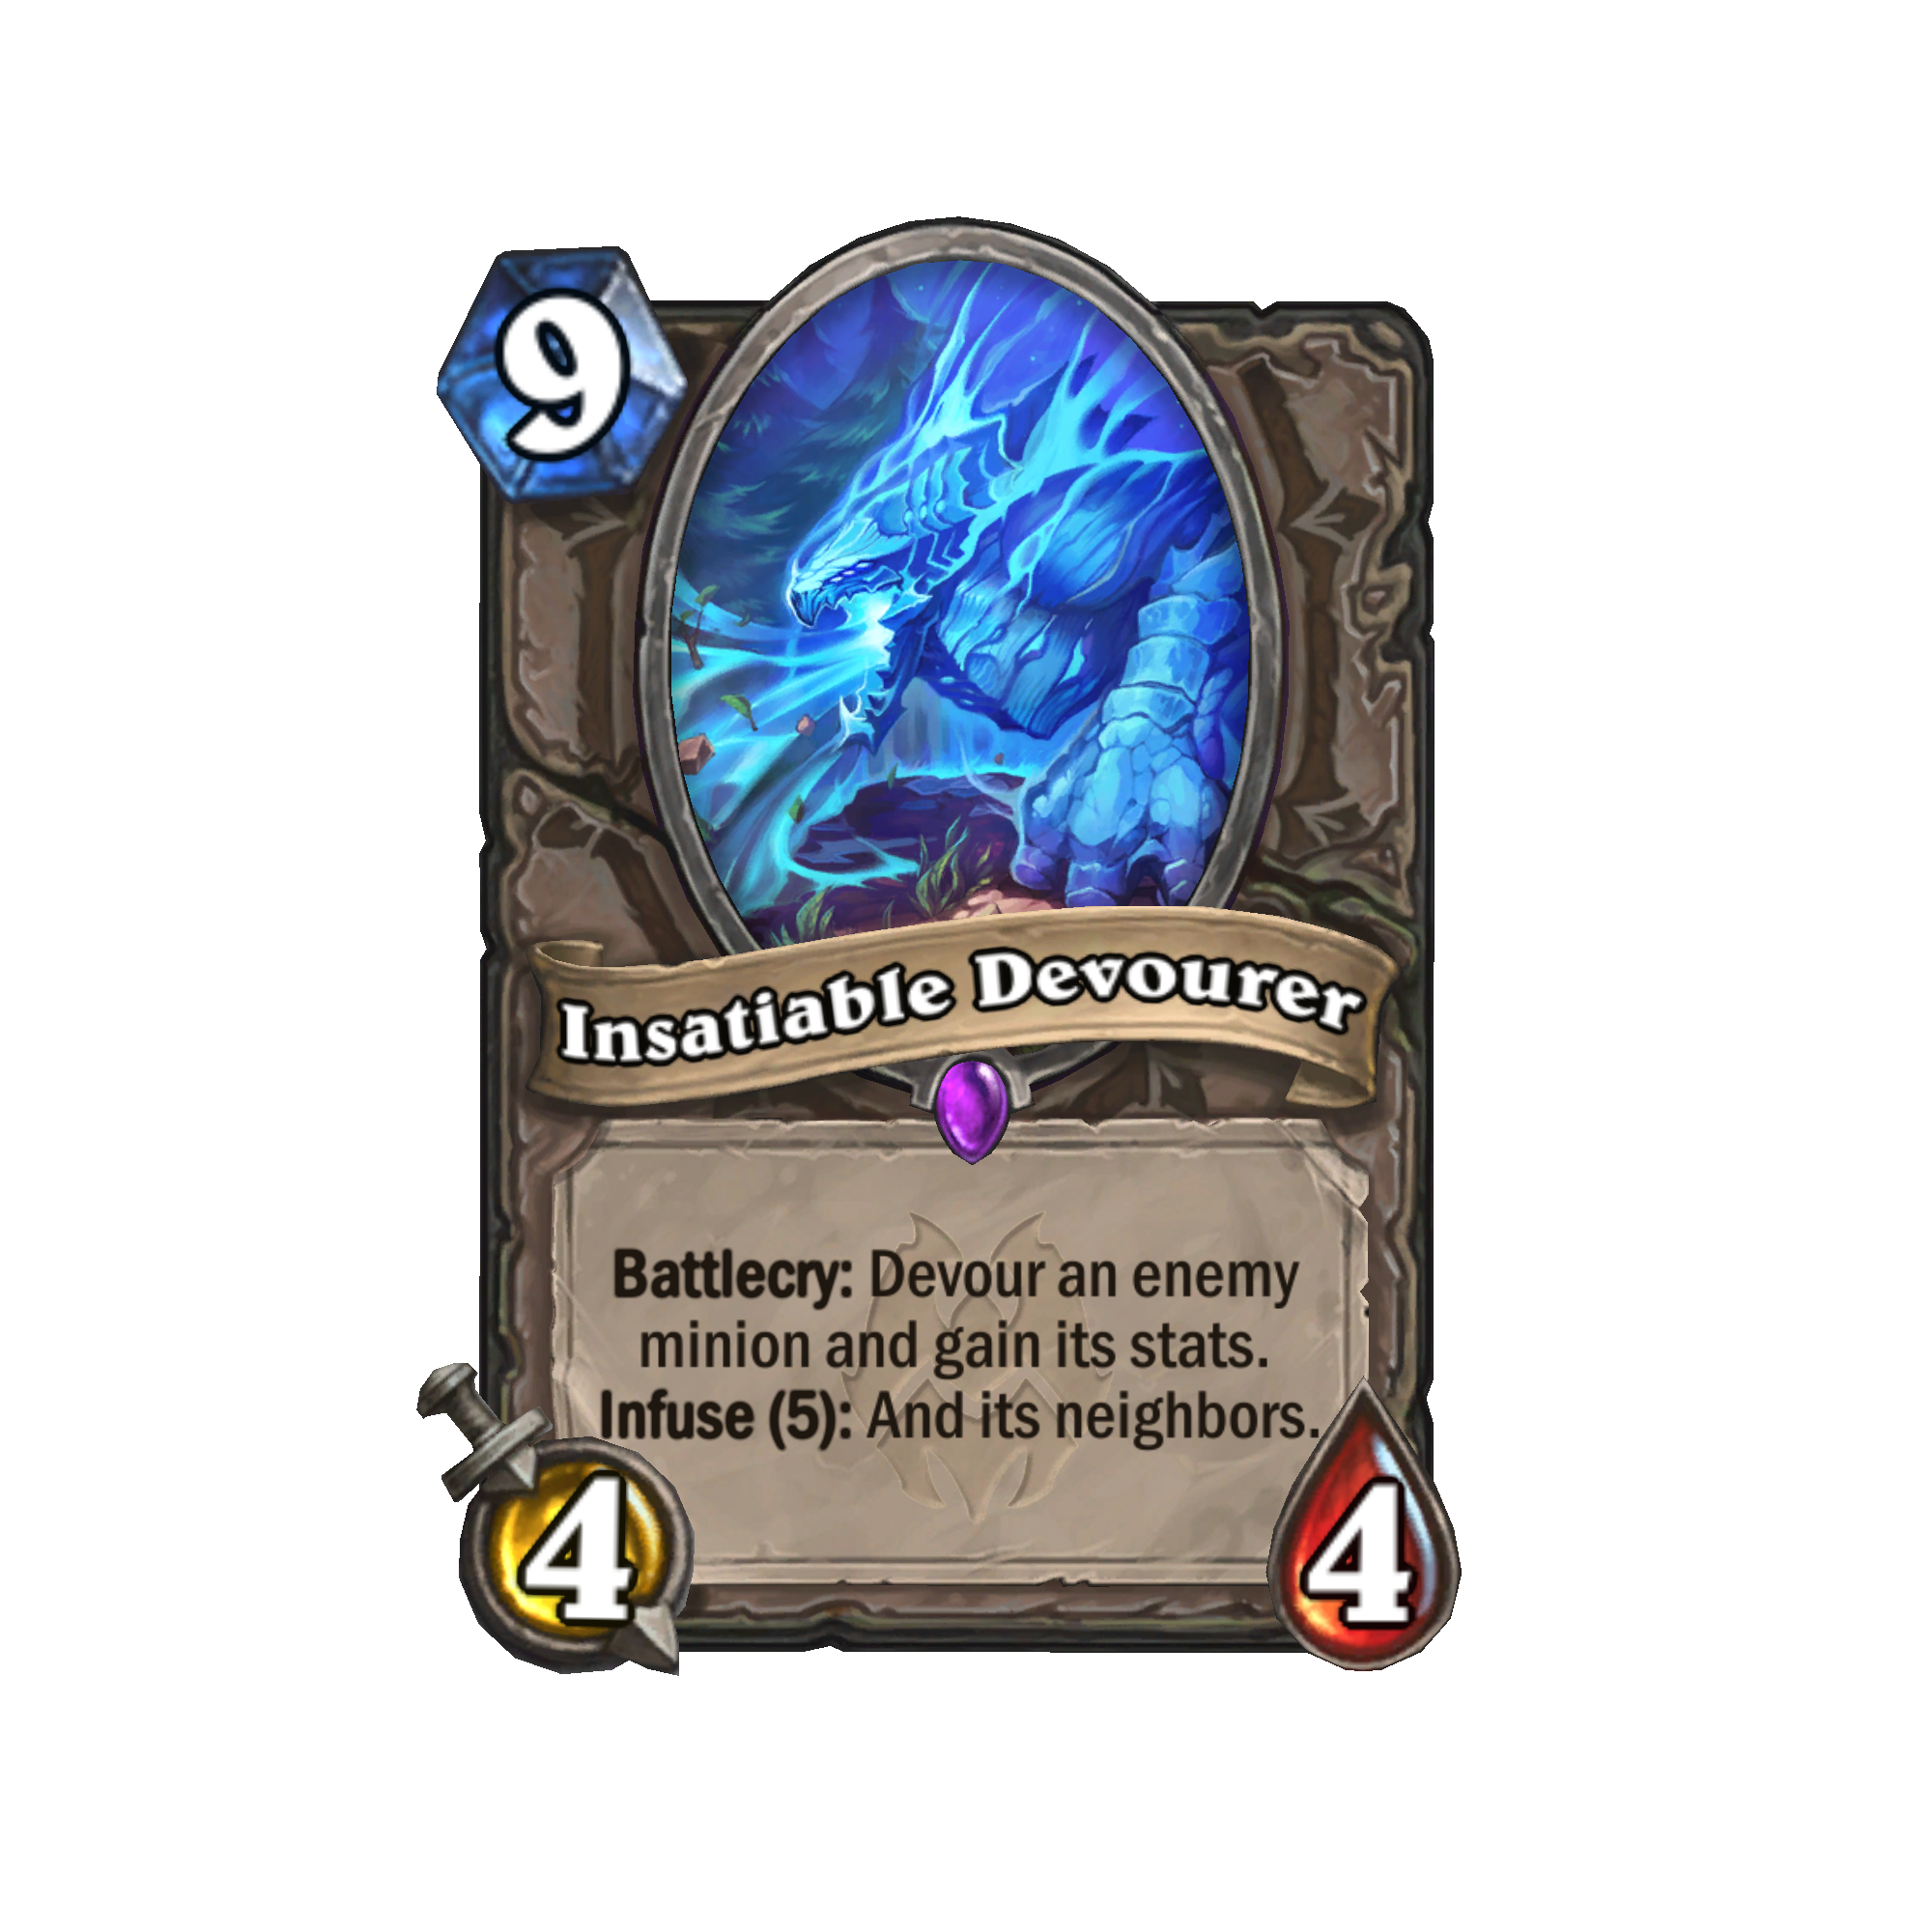 9
Insatiable Devourer
Battlecry: Devour an enemy
minion and gain its stats.
Infuse (5): And its neighbors.
4
4